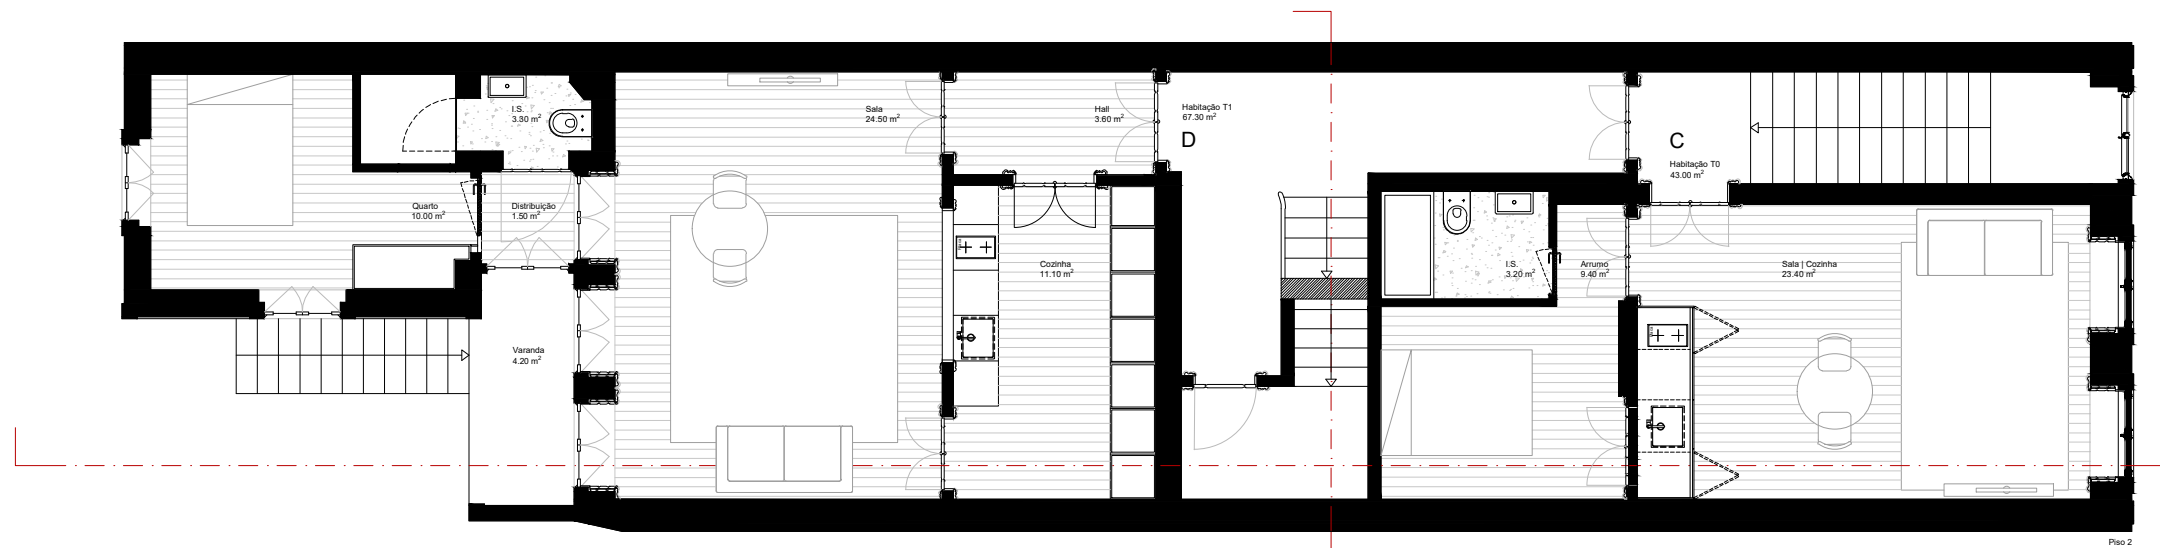 I.S.
3.30 m²
Sala
24.50 m²
Hall
3.60 m²
Habitação T1
67.30 m²
D
C
Habitação T0
43.00 m²
Quarto
10.00 m²
Distribuição
1.50 m²
Cozinha
11.10 m²
I.S.
3.20 m²
Arrumo
9.40 m²
Sala | Cozinha
23.40 m²
Varanda
4.20 m²
Piso 2